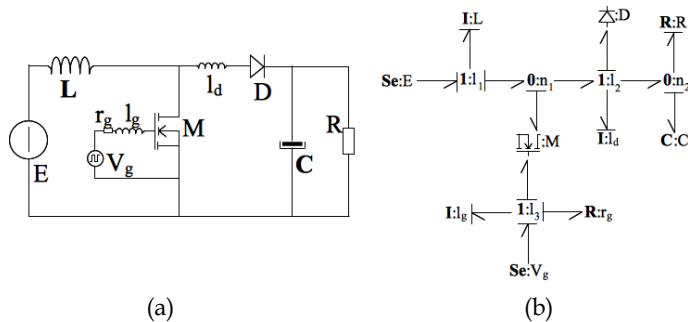 L
l_d
D
r_g
l_g
M
V_g
E
C
R
(a)
I:L
:D
R:R
Se:E
1:l_1
0:n_1
1:l_2
0:n_2
:M
I:l_d
C:C
I:l_g
1:l_3
R:r_g
Se:V_g
(b)